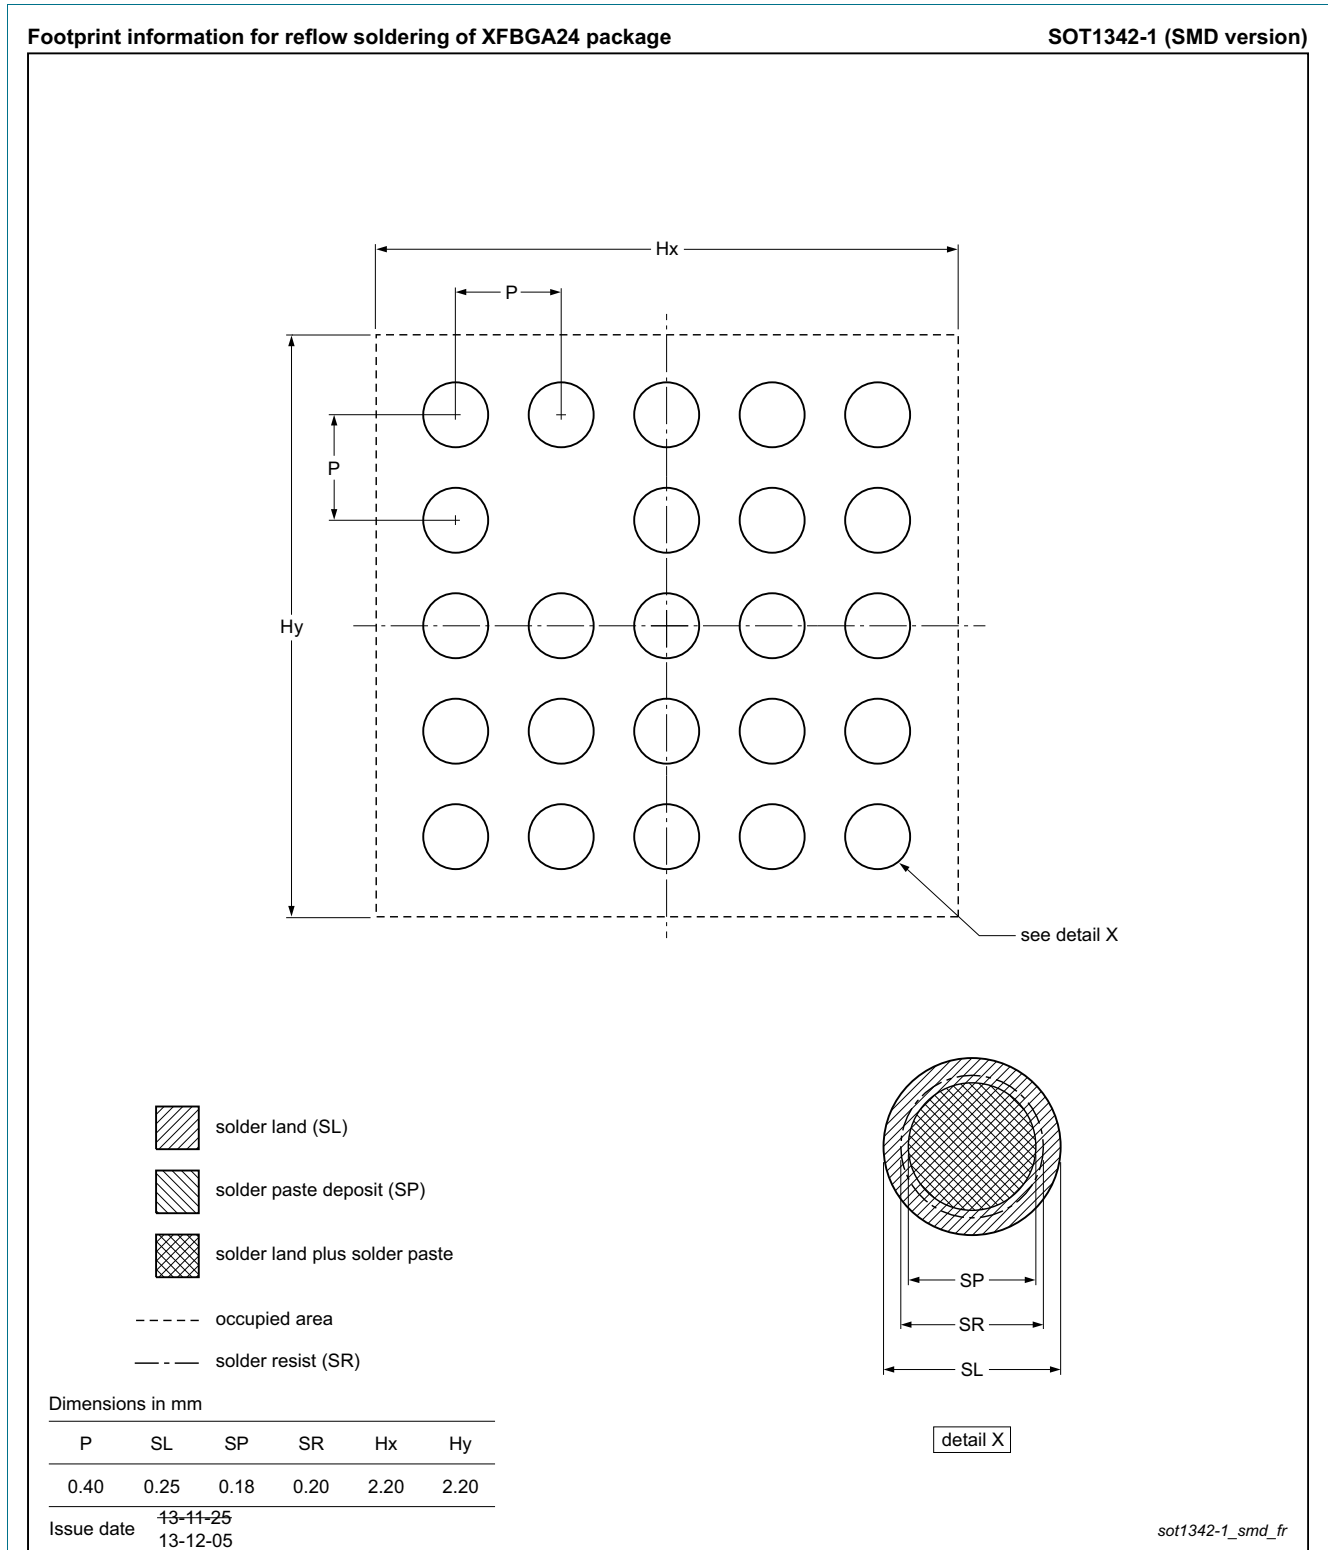 Footprint information for reflow soldering of XFBGA24 package SOT1342-1 (SMD version)
Hx
P
P
Hy
see detail X
solder land (SL)
solder paste deposit (SP)
solder land plus solder paste
occupied area
solder resist (SR)
SP
SR
SL
detail X
Dimensions in mm
P SL SP SR Hx Hy
0.40 0.25 0.18 0.20 2.20 2.20
Issue date 13-11-25
13-12-05
sot1342-1_smd_fr